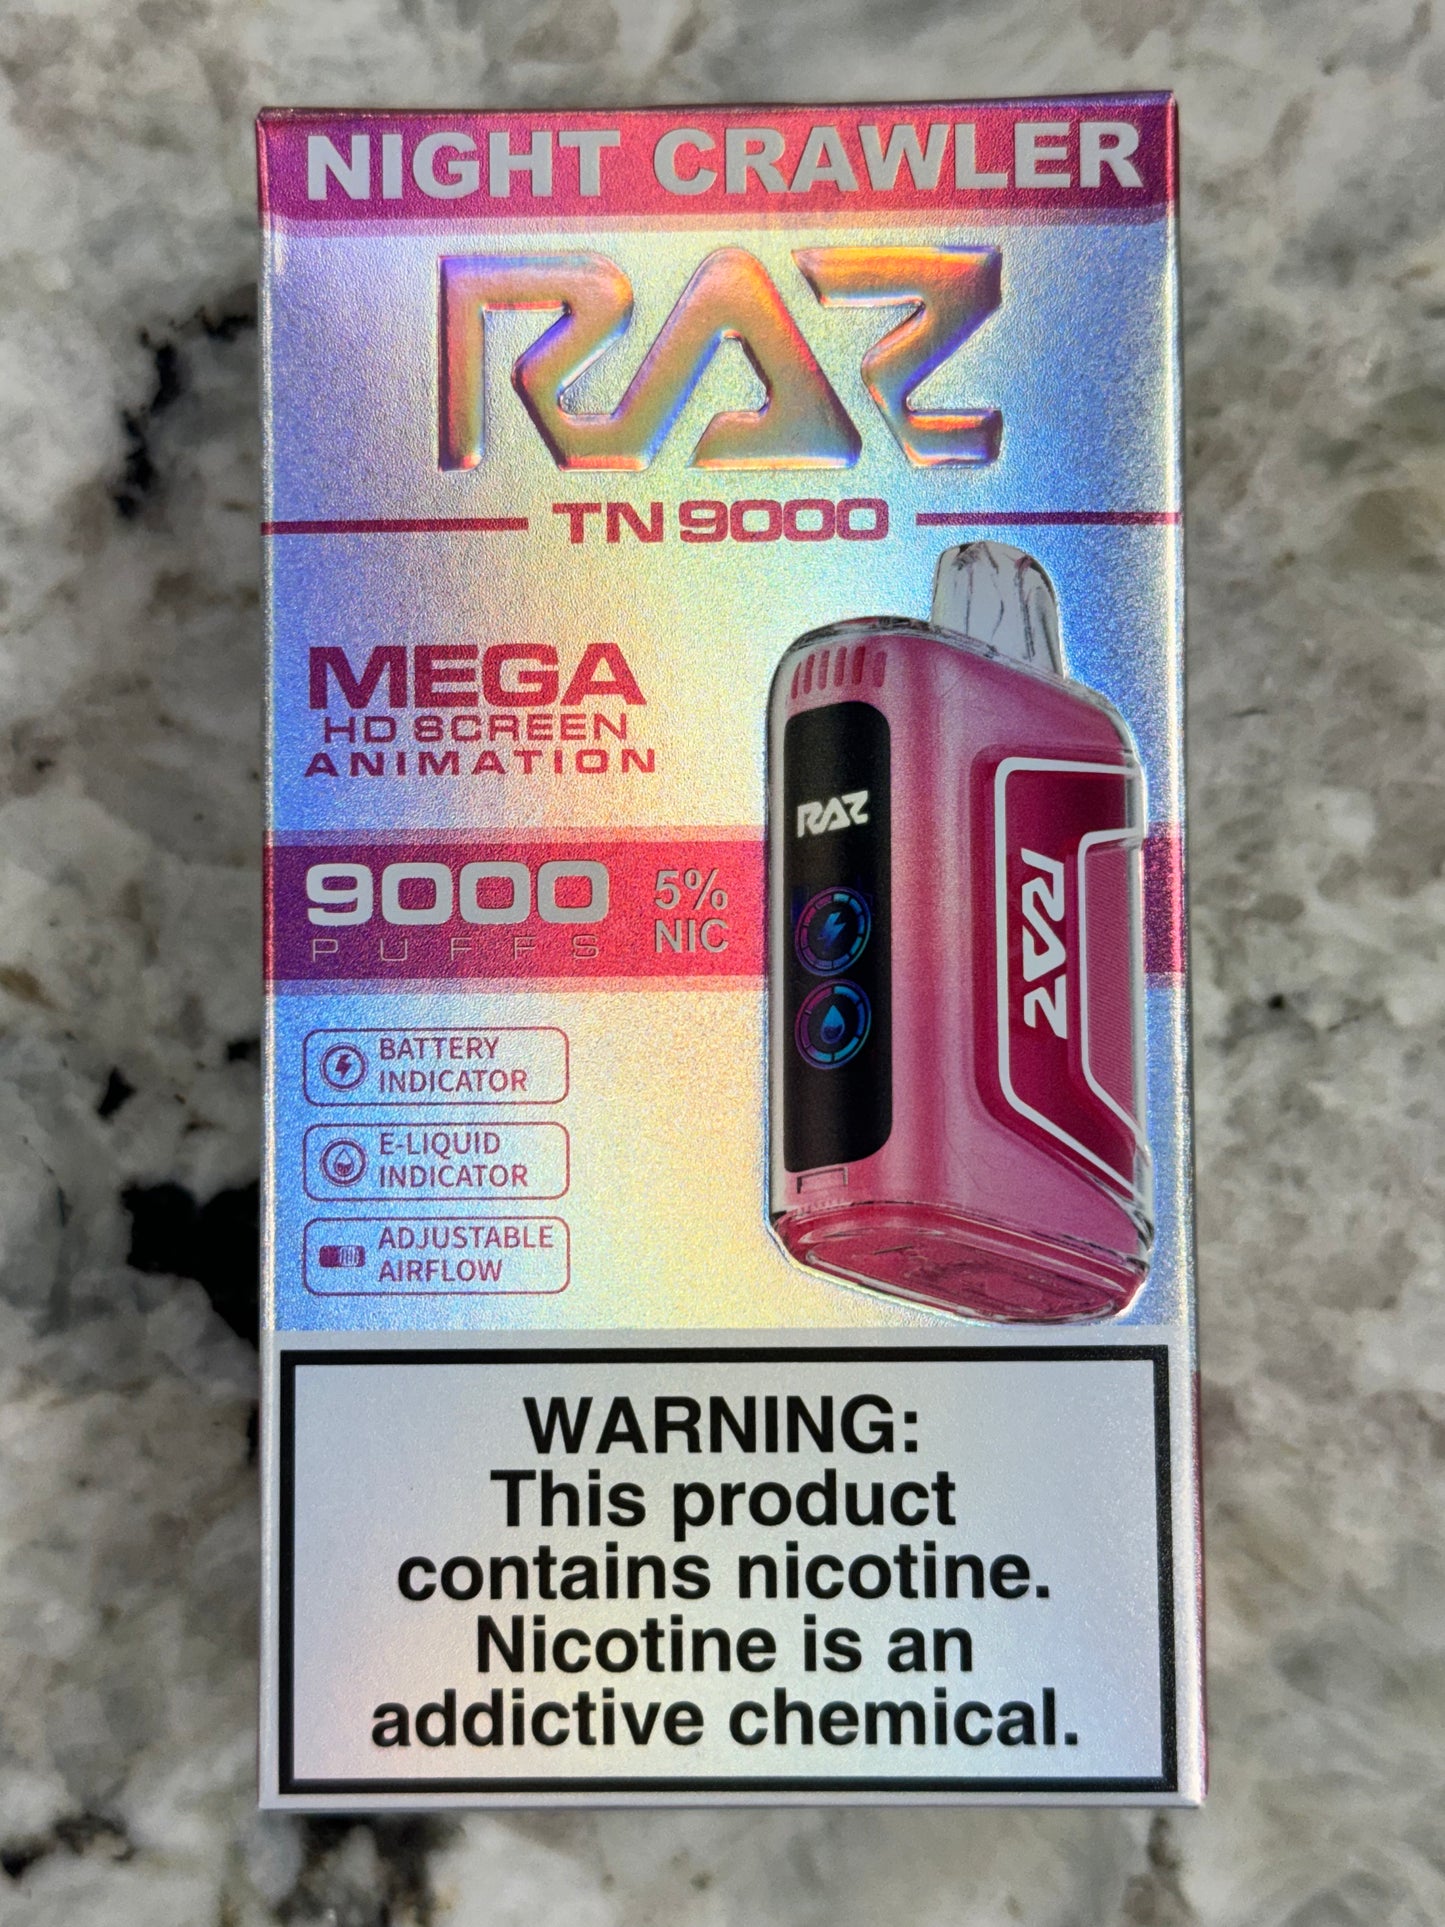 NIGHT CRAWLER
RAZ
TN 9000
MEGA
HD SCREEN
ANIMATION
RAZ
RAZ
9000
PUFFS
5%
NIC
BATTERY
INDICATOR
E-LIQUID
INDICATOR
ADJUSTABLE
AIRFLOW
WARNING:
This product
contains nicotine.
Nicotine is an
addictive chemical.